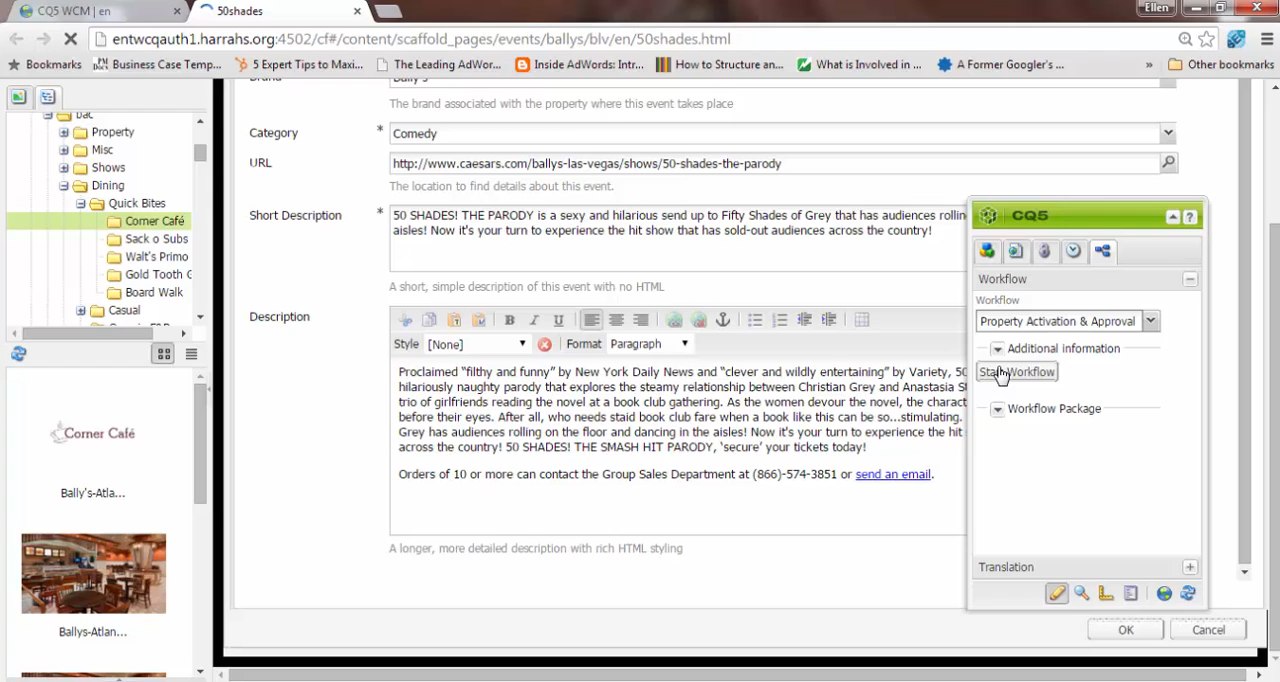 CQ5 WCM | en
50shades
Ellen
entwcqauth1.harrahs.org:4502/cf#/content/scaffold_pages/events/ballys/blv/en/50shades.html
Bookmarks
Business Case Temp...
5 Expert Tips to Maxi...
The Leading AdWor...
Inside AdWords: Intr...
How to Structure an...
What is Involved in ...
A Former Googler's ...
»
Other bookmarks
bac
Property
Misc
Shows
Dining
Quick Bites
Corner Café
Sack o Subs
Walt's Primo
Gold Tooth G
Board Walk
Casual
Corner Café
Bally's-Atla...
Ballys-Atlan...
Brand
Bally's
The brand associated with the property where this event takes place
Category
*
Comedy
URL
http://www.caesars.com/ballys-las-vegas/shows/50-shades-the-parody
The location to find details about this event.
Short Description
*
50 SHADES! THE PARODY is a sexy and hilarious send up to Fifty Shades of Grey that has audiences rollin
aisles! Now it's your turn to experience the hit show that has sold-out audiences across the country!
A short, simple description of this event with no HTML
Description
B I U
Style [None] Format Paragraph
Proclaimed “filthy and funny” by New York Daily News and “clever and wildly entertaining” by Variety, 50
hilariously naughty parody that explores the steamy relationship between Christian Grey and Anastasia St
trio of girlfriends reading the novel at a book club gathering. As the women devour the novel, the charact
before their eyes. After all, who needs staid book club fare when a book like this can be so...stimulating.
Grey has audiences rolling on the floor and dancing in the aisles! Now it's your turn to experience the hit
across the country! 50 SHADES! THE SMASH HIT PARODY, ‘secure’ your tickets today!
Orders of 10 or more can contact the Group Sales Department at (866)-574-3851 or send an email.
A longer, more detailed description with rich HTML styling
CQ5
?
Workflow
Workflow
Property Activation & Approval
Additional information
Start Workflow
Workflow Package
Translation
OK
Cancel